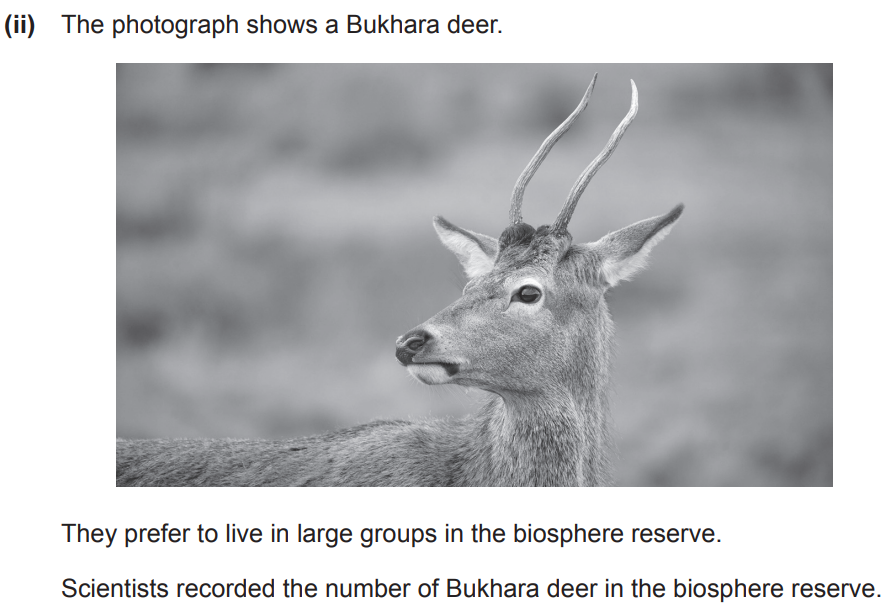 (ii) The photograph shows a Bukhara deer.
They prefer to live in large groups in the biosphere reserve.
Scientists recorded the number of Bukhara deer in the biosphere reserve.